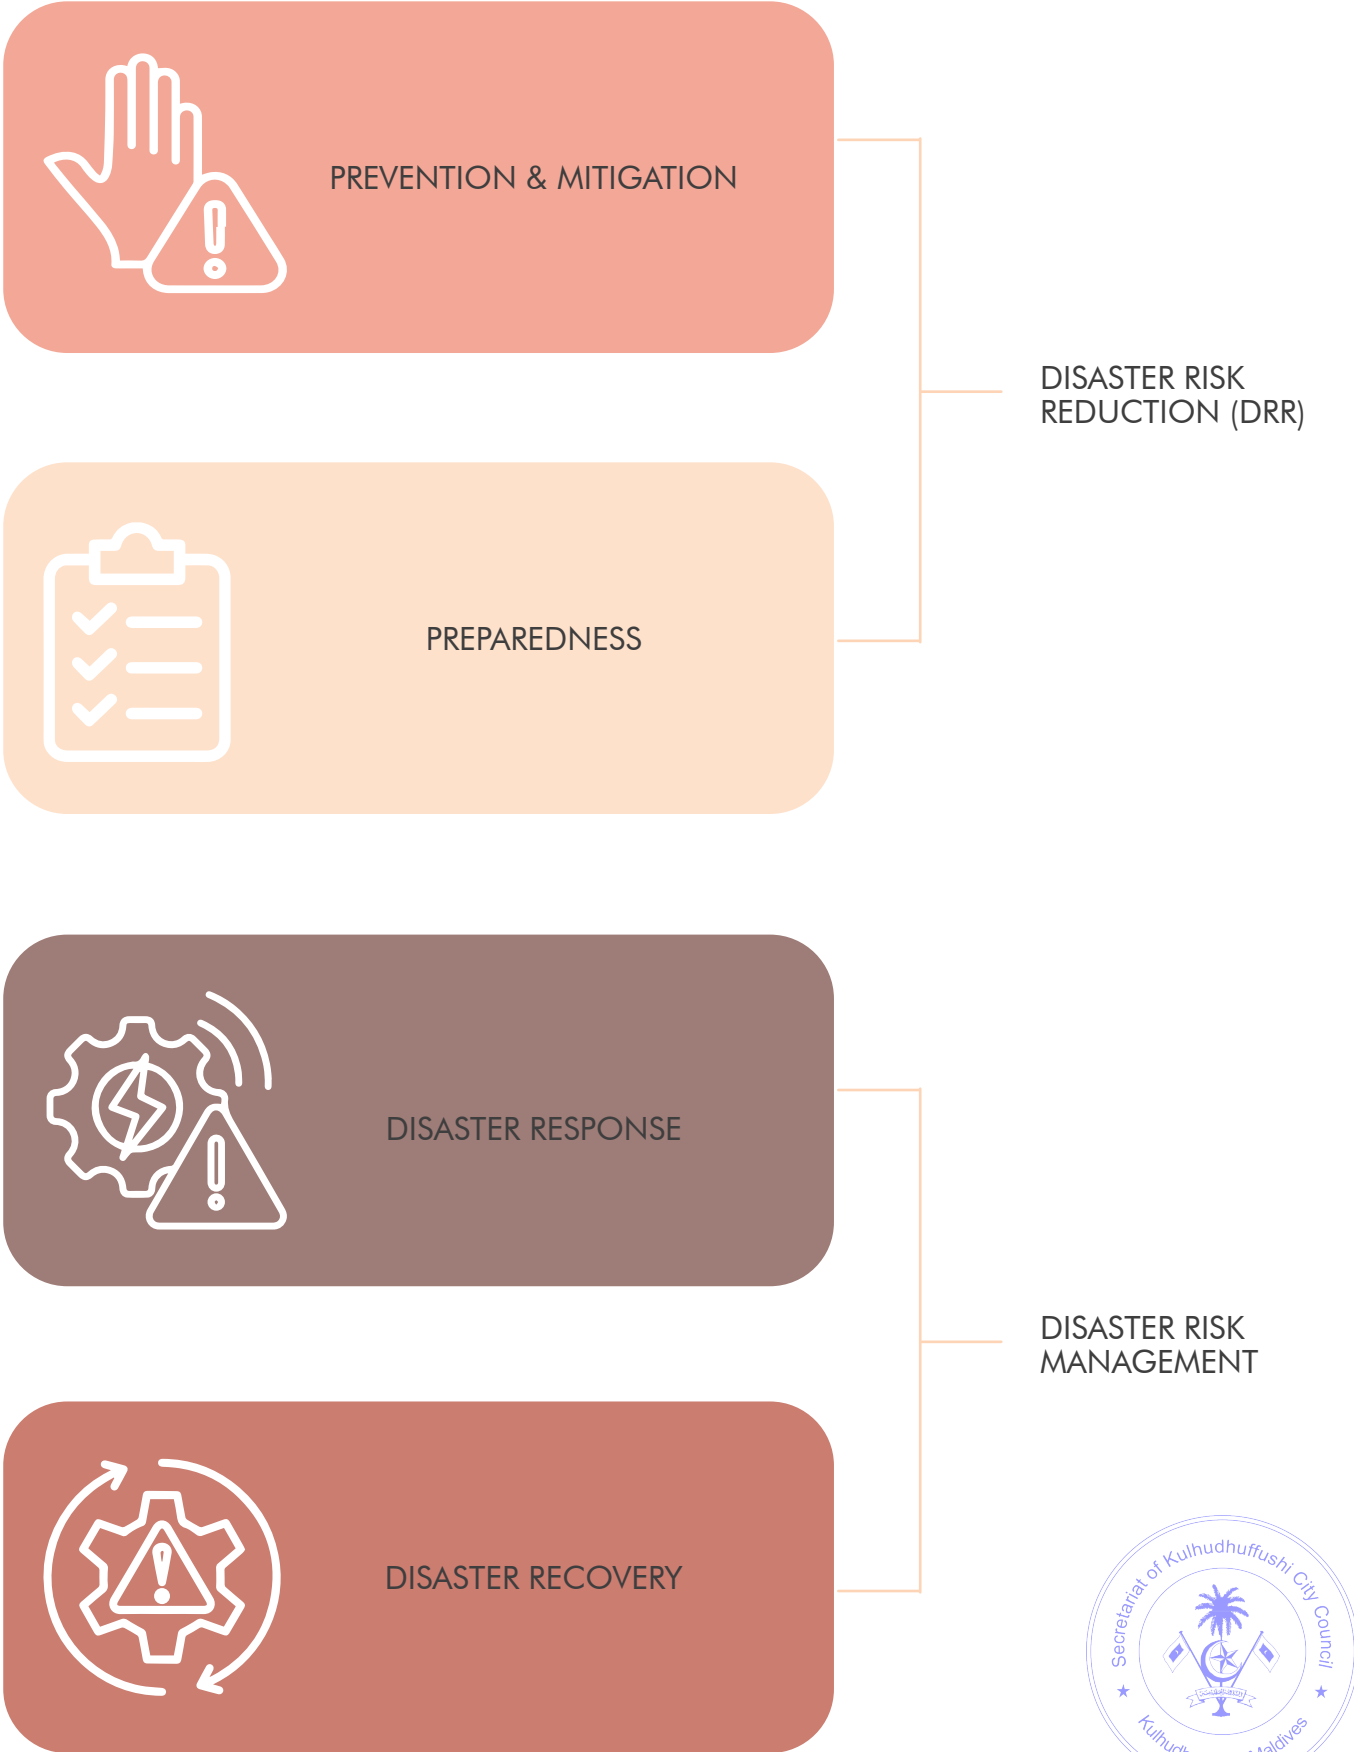 PREVENTION & MITIGATION
DISASTER RISK
REDUCTION (DRR)
PREPAREDNESS
DISASTER RESPONSE
DISASTER RISK
MANAGEMENT
DISASTER RECOVERY
Secretariat of Kulhudhuffushi City Council
Maldives